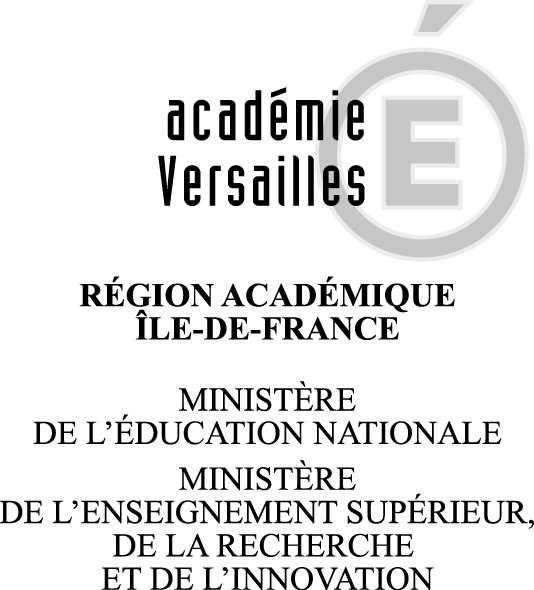 académie
Versailles
É
RÉGION ACADÉMIQUE
ÎLE-DE-FRANCE
MINISTÈRE
DE L’ÉDUCATION NATIONALE
MINISTÈRE
DE L’ENSEIGNEMENT SUPÉRIEUR,
DE LA RECHERCHE
ET DE L’INNOVATION